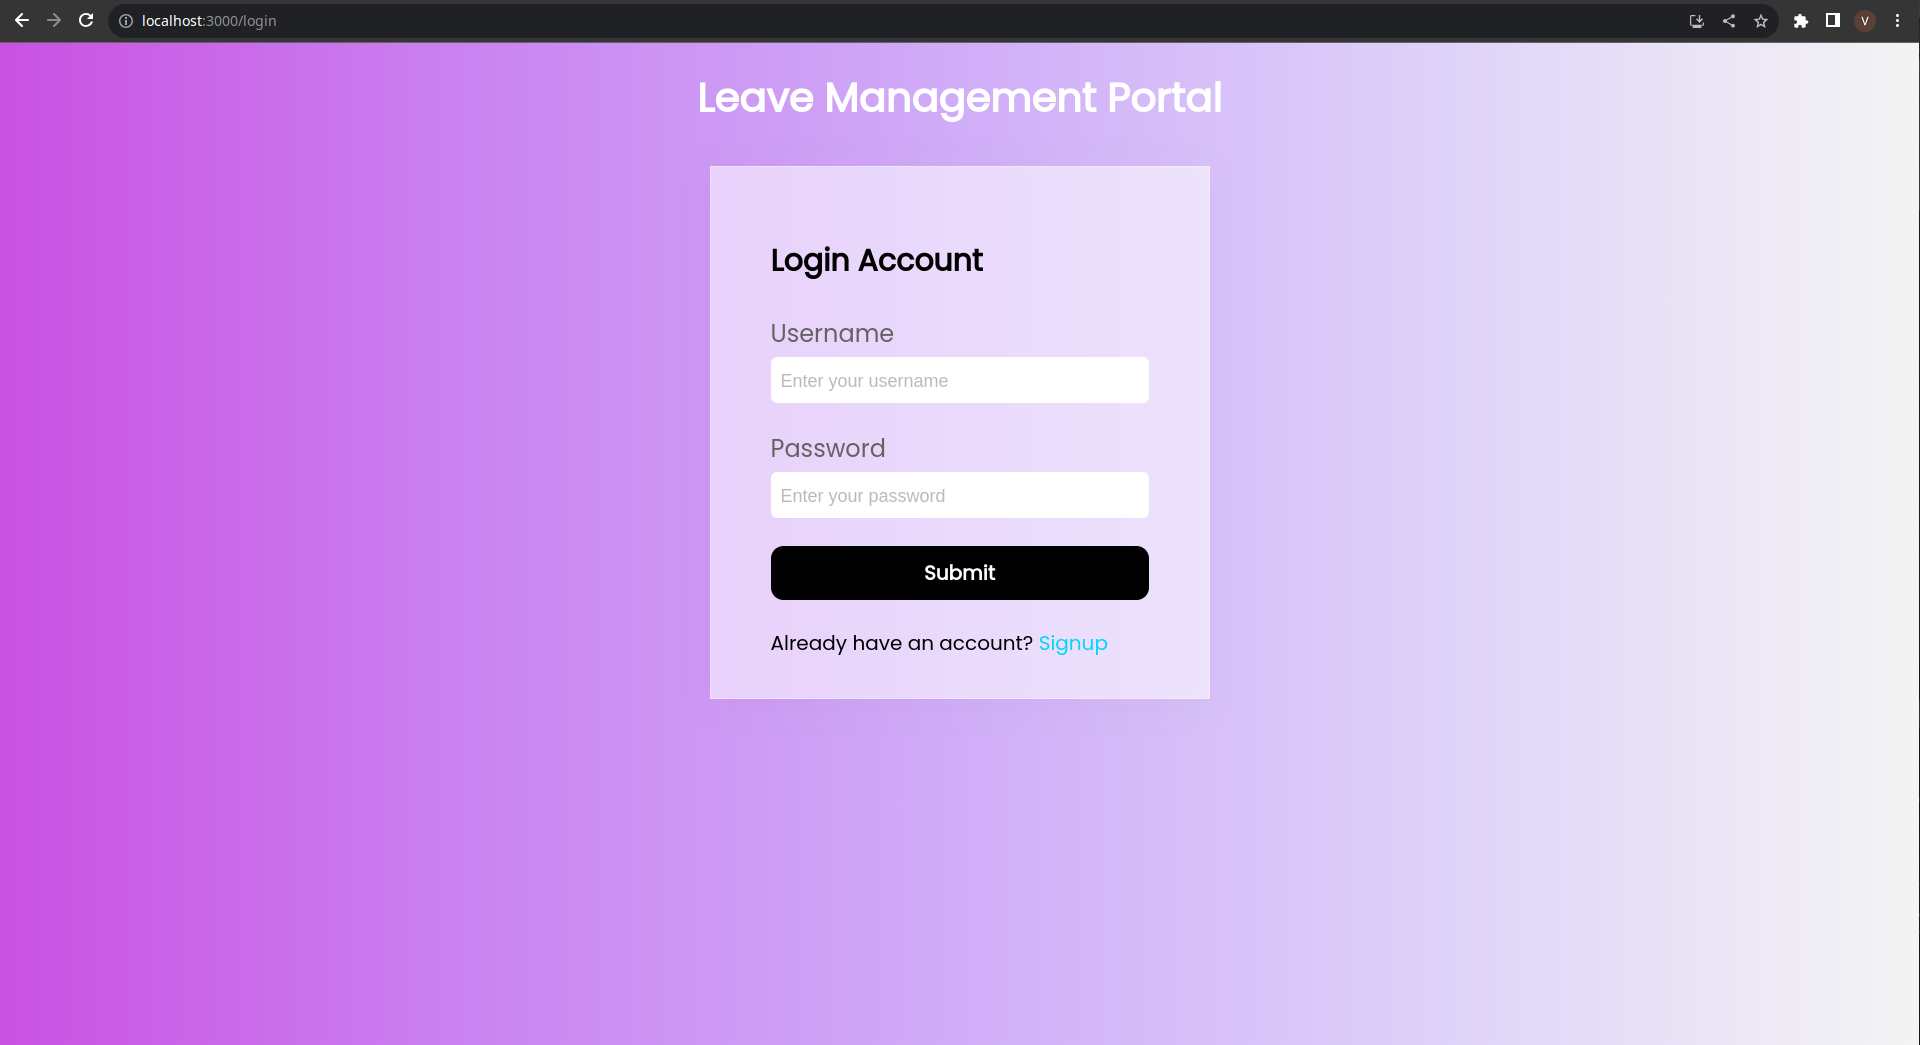 localhost:3000/login
V
Leave Management Portal
Login Account
Username
Enter your username
Password
Enter your password
Submit
Already have an account? Signup